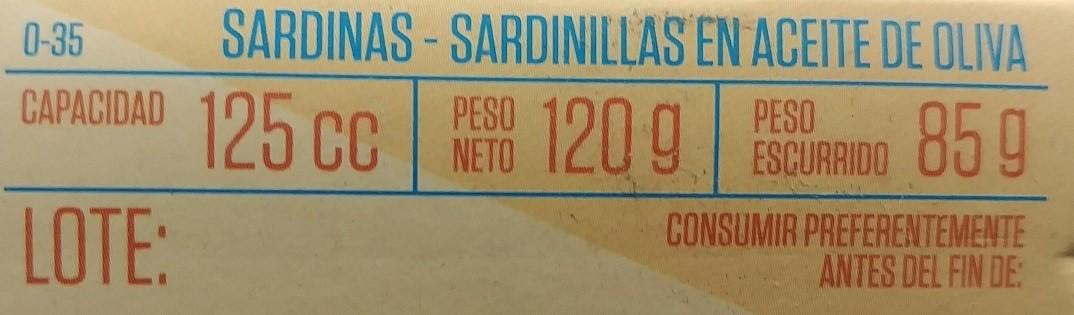 0-35 SARDINAS - SARDINILLAS EN ACEITE DE OLIVA
CAPACIDAD 125 CC
PESO NETO 120 g
PESO ESCURRIDO 85 g
LOTE:
CONSUMIR PREFERENTEMENTE
ANTES DEL FIN DE: